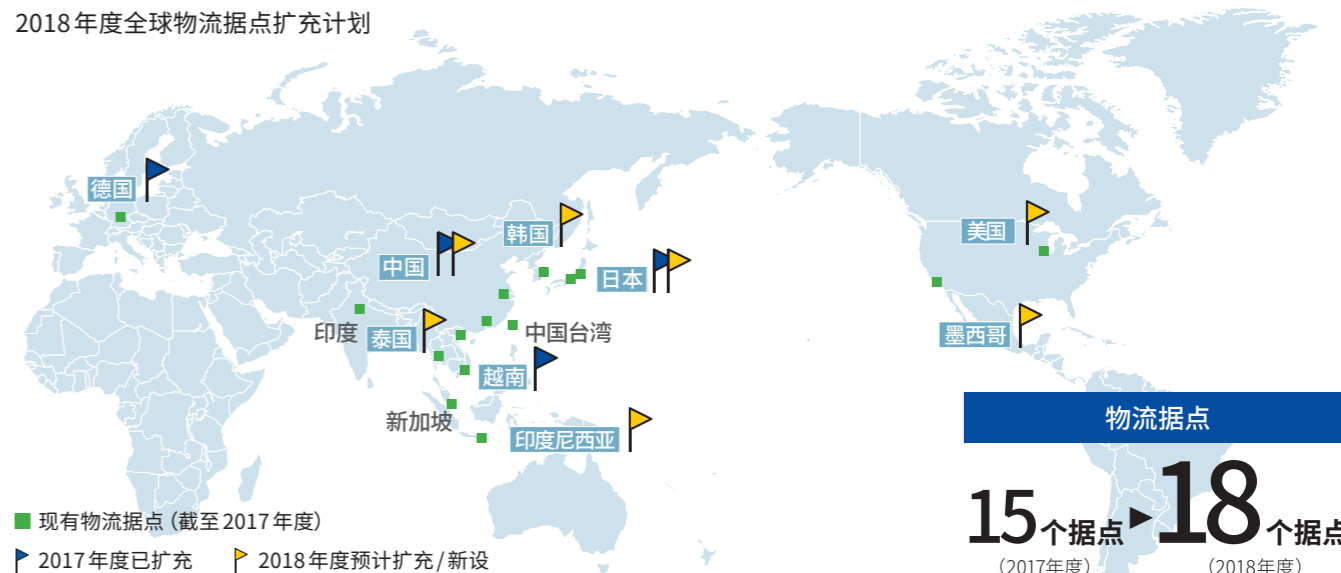 2018年度全球物流据点扩充计划
德国
韩国
美国
中国
日本
印度
泰国
中国台湾
墨西哥
越南
新加坡
印度尼西亚
物流据点
15个据点▶18个据点
（2017年度）
（2018年度）
■ 现有物流据点（截至2017年度）
2017年度已扩充
2018年度预计扩充/新设